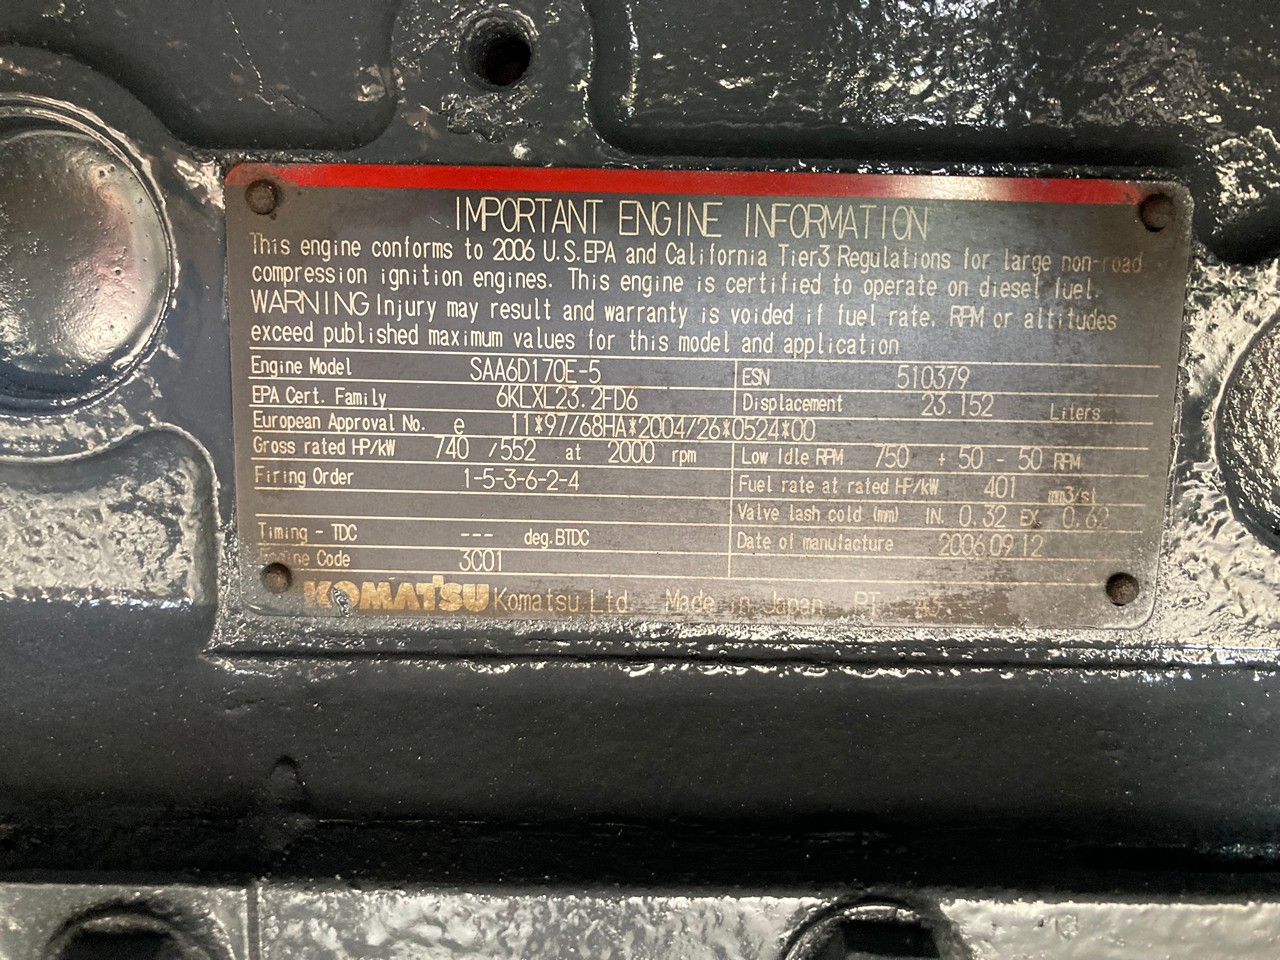 IMPORTANT ENGINE INFORMATION
This engine conforms to 2006 U.S.EPA and California Tier3 Regulations for large non-road
compression ignition engines. This engine is certified to operate on diesel fuel.
WARNING Injury may result and warranty is voided if fuel rate. RPM or altitudes
exceed published maximum values for this model and application
Engine Model SAA6D170E-5 ESN 510379
EPA Cert. Family 6KLXL23.2FD6 Displacement 23.152 Liters
European Approval No. e 11*97/68HA*2004/26*0524*00
Gross rated HP/kW 740 /552 at 2000 rpm Low Idle RPM 750 +50 -50 RPM
Firing Order 1-5-3-6-2-4 Fuel rate at rated HP/kW 401 mm3/st
Valve lash cold (mm) IN. 0.32 EX. 0.62
Timing - TDC --- deg.BTDC Date of manufacture 2006.09.12
Engine Code 3C01
KOMATSU Komatsu Ltd. Made in Japan PT